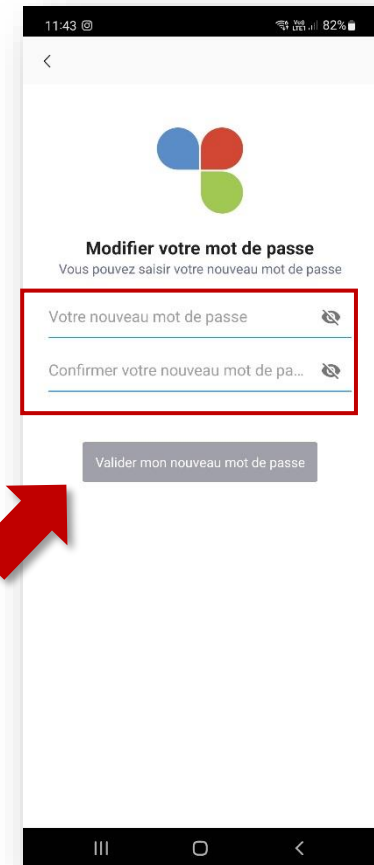 11:43 82%
Modifier votre mot de passe
Vous pouvez saisir votre nouveau mot de passe
Votre nouveau mot de passe
Confirmer votre nouveau mot de pa...
Valider mon nouveau mot de passe